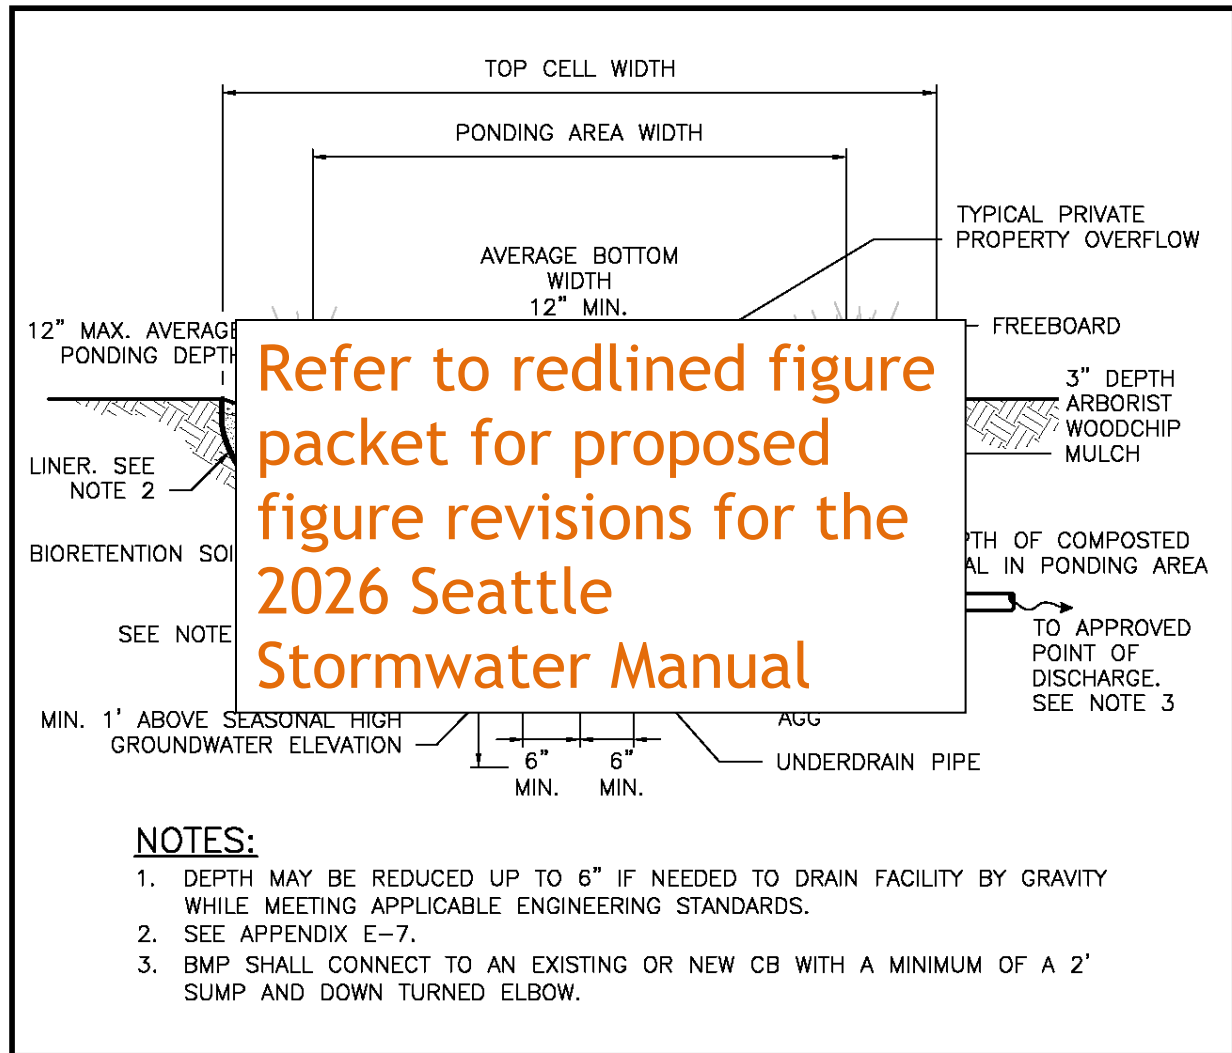 TOP CELL WIDTH
PONDING AREA WIDTH
TYPICAL PRIVATE
PROPERTY OVERFLOW
AVERAGE BOTTOM
WIDTH
12" MIN.
12" MAX. AVERAGE
PONDING DEPTH
FREEBOARD
3" DEPTH
ARBORIST
WOODCHIP
MULCH
LINER. SEE
NOTE 2
Refer to redlined figure
packet for proposed
figure revisions for the
2026 Seattle
Stormwater Manual
BIORETENTION
OF COMPOSTED
IN PONDING AREA
SEE NOTE
TO APPROVED
POINT OF
DISCHARGE.
SEE NOTE 3
MIN. 1' ABOVE SEASONAL HIGH
GROUNDWATER ELEVATION
AGG
6"
MIN.
6"
MIN.
UNDERDRAIN PIPE
NOTES:
1. DEPTH MAY BE REDUCED UP TO 6" IF NEEDED TO DRAIN FACILITY BY GRAVITY
WHILE MEETING APPLICABLE ENGINEERING STANDARDS.
2. SEE APPENDIX E-7.
3. BMP SHALL CONNECT TO AN EXISTING OR NEW CB WITH A MINIMUM OF A 2'
SUMP AND DOWN TURNED ELBOW.